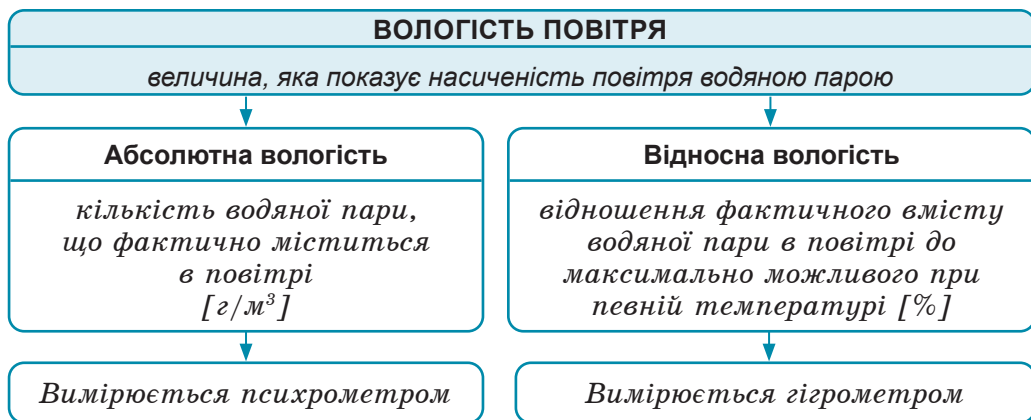 ВОЛОГІСТЬ ПОВІТРЯ
величина, яка показує насиченість повітря водяною парою
Абсолютна вологість
кількість водяної пари,
що фактично міститься
в повітрі
[г/м³]
Вимірюється психрометром
Відносна вологість
відношення фактичного вмісту
водяної пари в повітрі до
максимально можливого при
певній температурі [%]
Вимірюється гігрометром